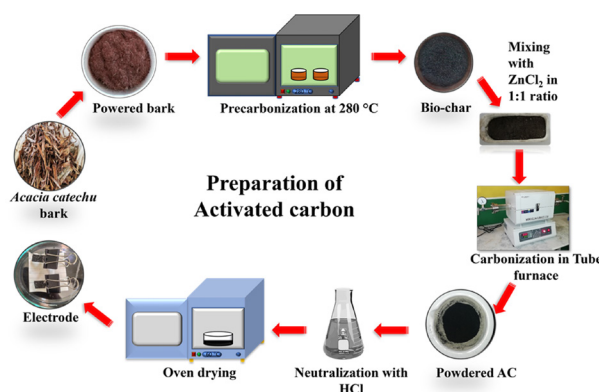 Powered bark
Precarbonization at 280 °C
Bio-char
Mixing
with
ZnCl₂ in
1:1 ratio
Acacia catechu
bark
Preparation of
Activated carbon
Carbonization in Tube
furnace
Electrode
Oven drying
Neutralization with
HCl
Powdered AC